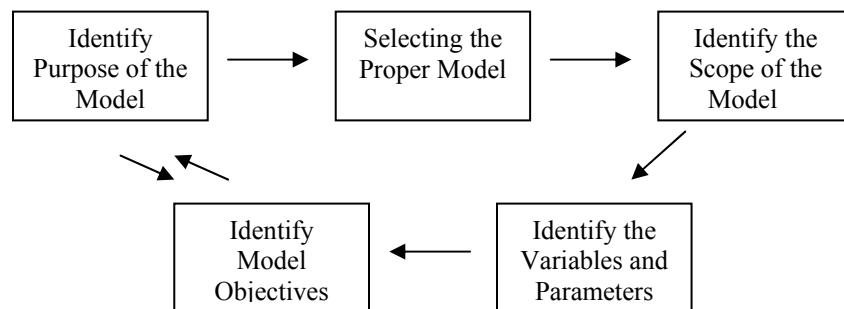 Identify
Purpose of the
Model
Selecting the
Proper Model
Identify the
Scope of the
Model
Identify
Model
Objectives
Identify the
Variables and
Parameters